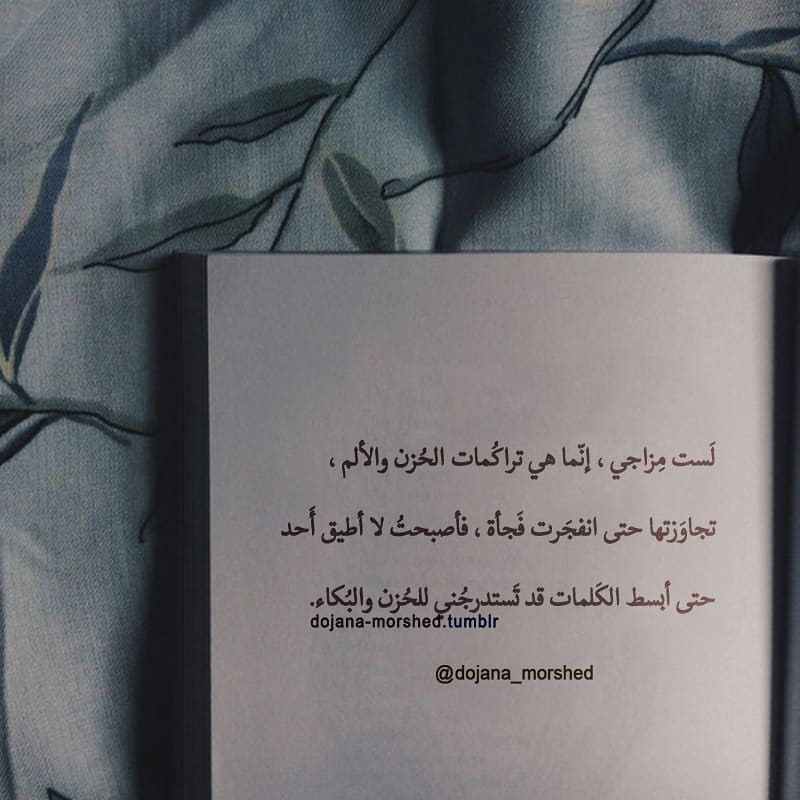 لَست مِزاجي ، إنّما هي تراكُمات الحُزن والألم ،
تجاوَزتها حتى انفجَرت فَجأة ، فأصبحتُ لا أطيق أَحد
حتى أبسط الكَلمات قد تَستدرجُني للحُزن والبُكاء.
dojana-morshed.tumblr
@dojana_morshed